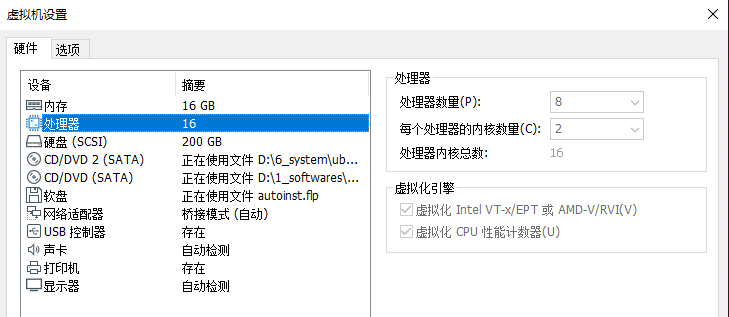 虚拟机设置
硬件 选项
设备 摘要
内存 16 GB
处理器 16
硬盘 (SCSI) 200 GB
CD/DVD 2 (SATA) 正在使用文件 D:\6_system\ub...
CD/DVD (SATA) 正在使用文件 D:\1_softwares\...
软盘 正在使用文件 autoinst.flp
网络适配器 桥接模式 (自动)
USB 控制器 存在
声卡 自动检测
打印机 存在
显示器 自动检测
处理器
处理器数量(P): 8
每个处理器的内核数量(C): 2
处理器内核总数: 16
虚拟化引擎
虚拟化 Intel VT-x/EPT 或 AMD-V/RVI(V)
虚拟化 CPU 性能计数器(U)